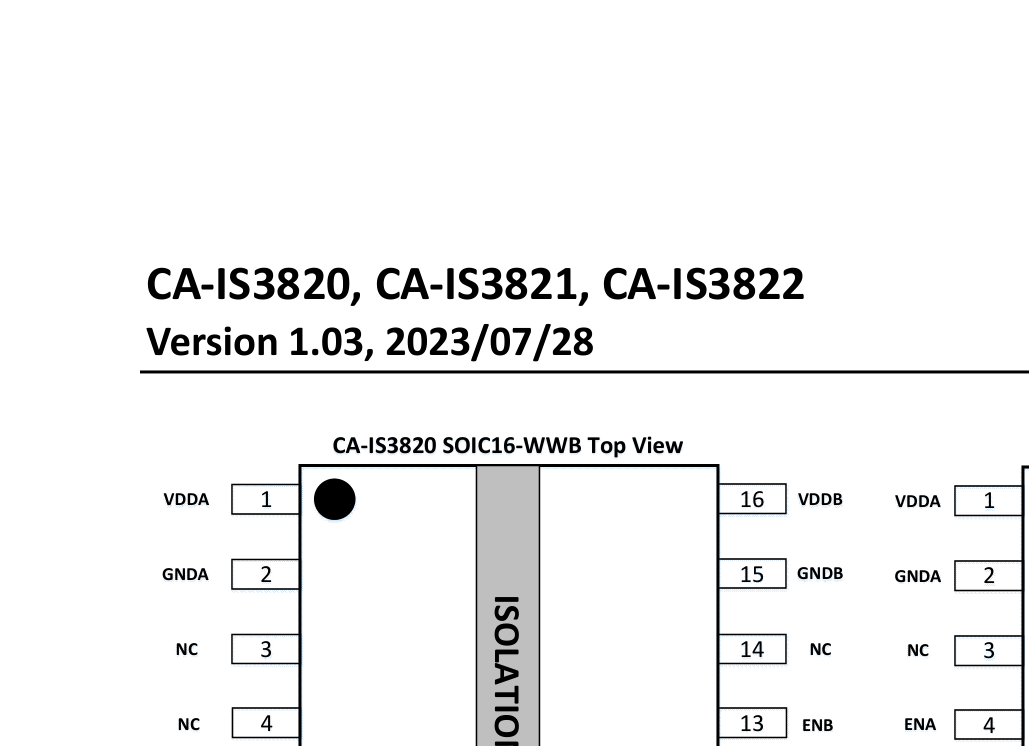 CA-IS3820, CA-IS3821, CA-IS3822
Version 1.03, 2023/07/28
CA-IS3820 SOIC16-WWB Top View
VDDA 1 16 VDDB VDDA 1
GNDA 2 15 GNDB GNDA 2
NC 3 14 NC NC 3
NC 4 13 ENB ENA 4